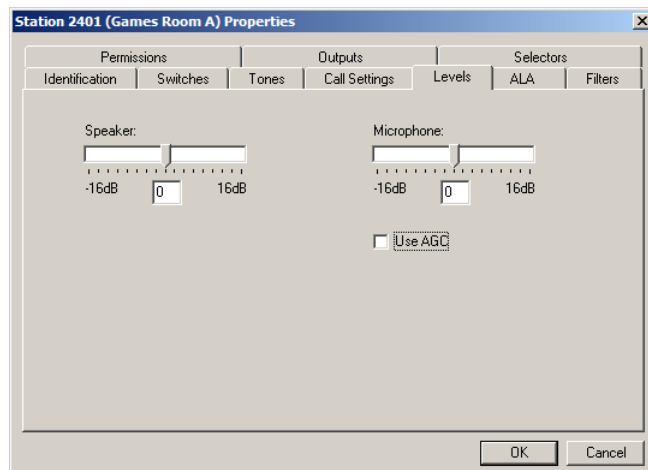 Station 2401 (Games Room A) Properties
Permissions Outputs Selectors
Identification Switches Tones Call Settings Levels ALA Filters
Speaker: Microphone:
-16dB 0 16dB -16dB 0 16dB
Use AGC
OK Cancel